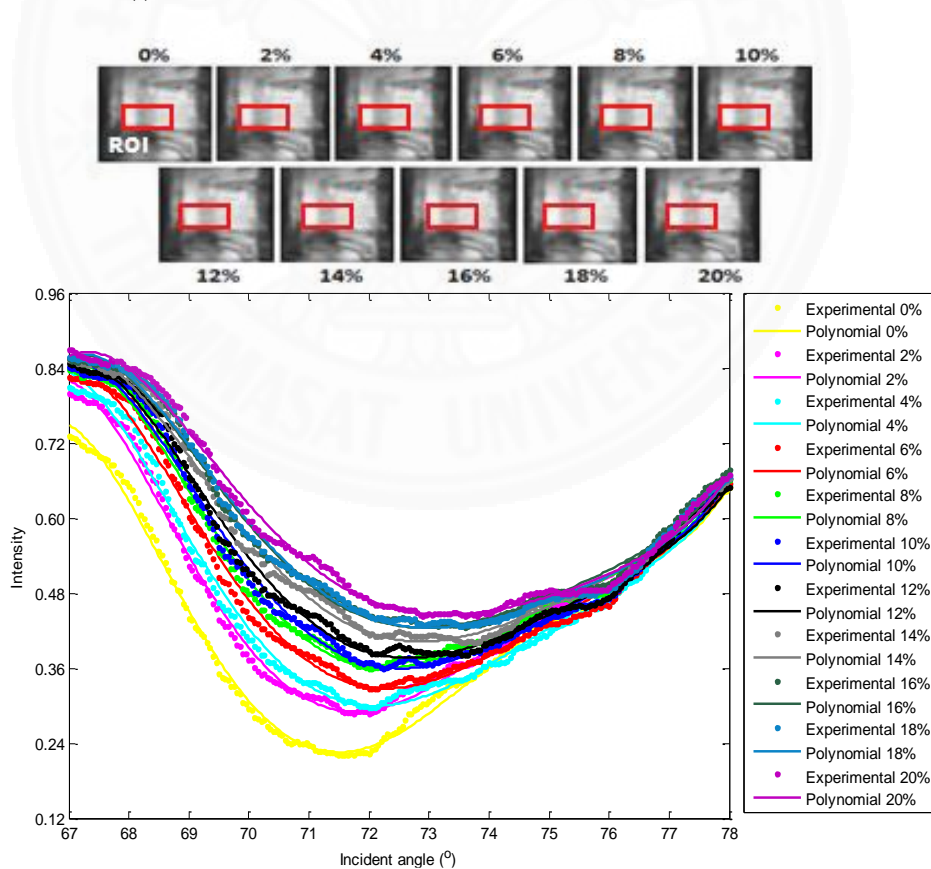 0% 2% 4% 6% 8% 10%
ROI
12% 14% 16% 18% 20%
0.96
0.84
0.72
0.60
0.48
0.36
0.24
0.12
Intensity
67 68 69 70 71 72 73 74 75 76 77 78
Incident angle (o)
Experimental 0%
Polynomial 0%
Experimental 2%
Polynomial 2%
Experimental 4%
Polynomial 4%
Experimental 6%
Polynomial 6%
Experimental 8%
Polynomial 8%
Experimental 10%
Polynomial 10%
Experimental 12%
Polynomial 12%
Experimental 14%
Polynomial 14%
Experimental 16%
Polynomial 16%
Experimental 18%
Polynomial 18%
Experimental 20%
Polynomial 20%